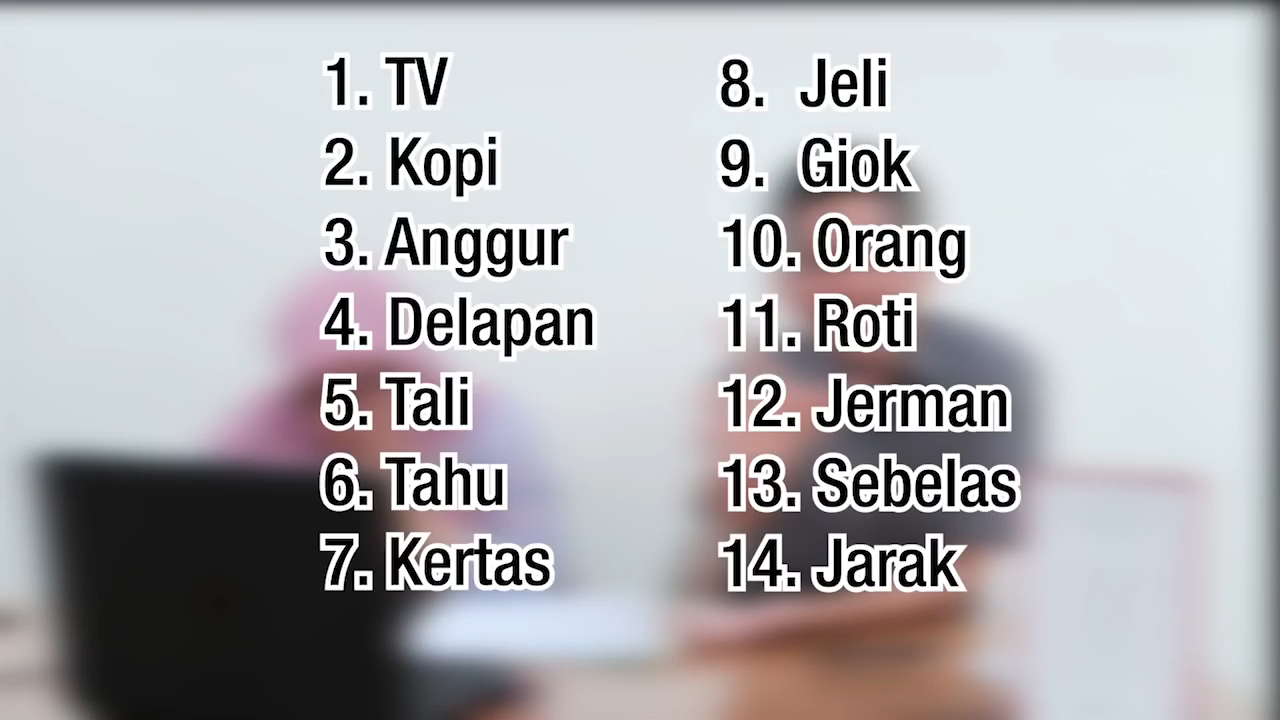 1. TV
2. Kopi
3. Anggur
4. Delapan
5. Tali
6. Tahu
7. Kertas
8. Jeli
9. Giok
10. Orang
11. Roti
12. Jerman
13. Sebelas
14. Jarak